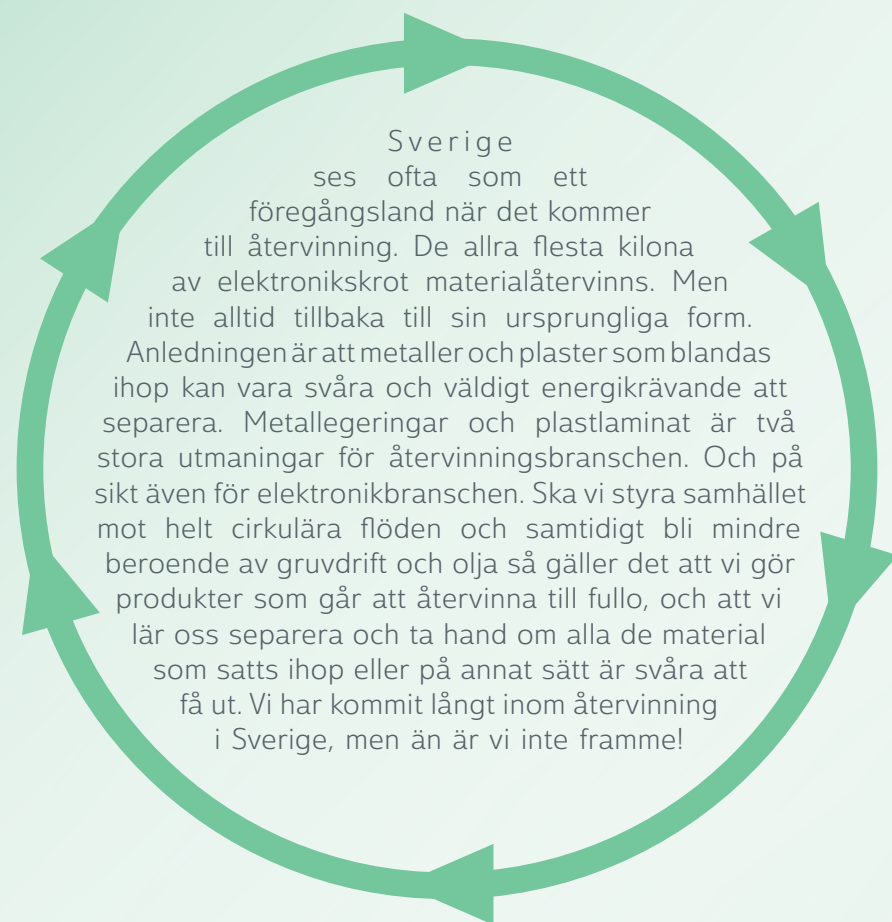 Sverige
ses ofta som ett
föregångsland när det kommer
till återvinning. De allra flesta kilona
av elektronikskrot materialåtervinns. Men
inte alltid tillbaka till sin ursprungliga form.
Anledningen är att metaller och plaster som blandas
ihop kan vara svåra och väldigt energikrävande att
separera. Metallegeringar och plastlaminat är två
stora utmaningar för återvinningsbranschen. Och på
sikt även för elektronikbranschen. Ska vi styra samhället
mot helt cirkulära flöden och samtidigt bli mindre
beroende av gruvdrift och olja så gäller det att vi gör
produkter som går att återvinna till fullo, och att vi
lär oss separera och ta hand om alla de material
som satts ihop eller på annat sätt är svåra att
få ut. Vi har kommit långt inom återvinning
i Sverige, men än är vi inte framme!